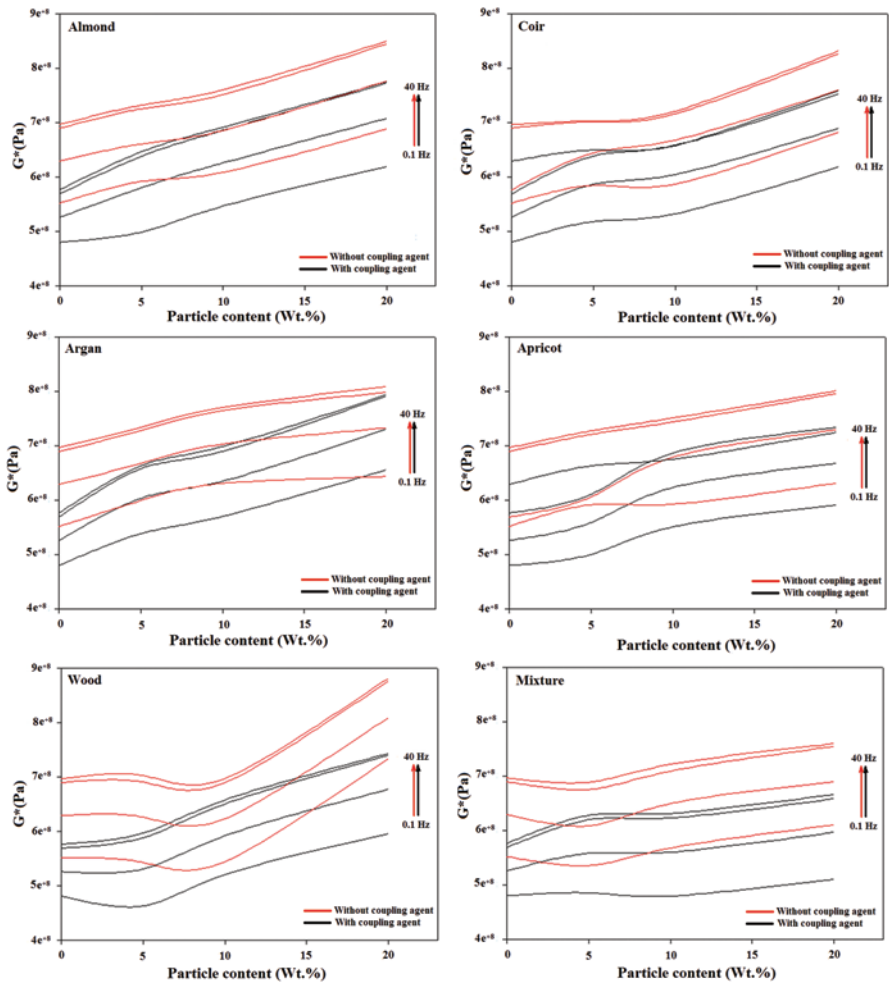 Almond
G*(Pa)
9e⁻⁸
8e⁻⁸
7e⁻⁸
6e⁻⁸
5e⁻⁸
4e⁻⁸
40 Hz
0.1 Hz
Without coupling agent
With coupling agent
0 5 10 15 20
Particle content (Wt.%)
Coir
G*(Pa)
9e⁻⁸
8e⁻⁸
7e⁻⁸
6e⁻⁸
5e⁻⁸
4e⁻⁸
40 Hz
0.1 Hz
Without coupling agent
With coupling agent
0 5 10 15 20
Particle content (Wt.%)
Argan
G*(Pa)
9e⁻⁸
8e⁻⁸
7e⁻⁸
6e⁻⁸
5e⁻⁸
4e⁻⁸
40 Hz
0.1 Hz
Without coupling agent
With coupling agent
0 5 10 15 20
Particle content (Wt.%)
Apricot
G*(Pa)
9e⁻⁸
8e⁻⁸
7e⁻⁸
6e⁻⁸
5e⁻⁸
4e⁻⁸
40 Hz
0.1 Hz
Without coupling agent
With coupling agent
0 5 10 15 20
Particle content (Wt.%)
Wood
G*(Pa)
9e⁻⁸
8e⁻⁸
7e⁻⁸
6e⁻⁸
5e⁻⁸
4e⁻⁸
40 Hz
0.1 Hz
Without coupling agent
With coupling agent
0 5 10 15 20
Particle content (Wt.%)
Mixture
G*(Pa)
9e⁻⁸
8e⁻⁸
7e⁻⁸
6e⁻⁸
5e⁻⁸
4e⁻⁸
40 Hz
0.1 Hz
Without coupling agent
With coupling agent
0 5 10 15 20
Particle content (Wt.%)